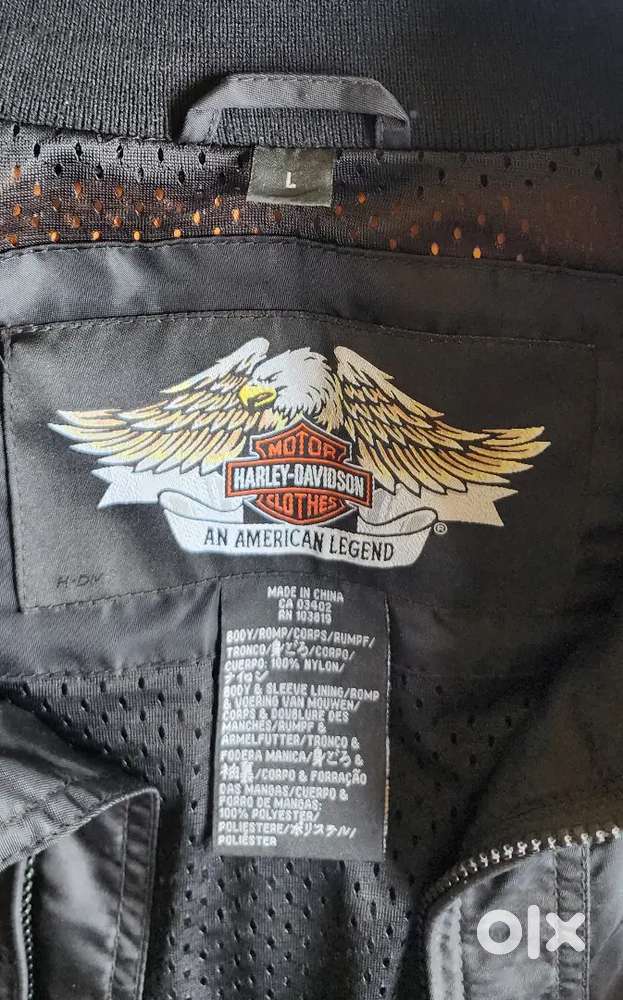 L
MOTOR
HARLEY-DAVIDSON
CLOTHES
AN AMERICAN LEGEND
®
H-DM
MADE IN CHINA
CA 03402
RN 103819
BODY/ROMP/CORPS/RUMPF/
TRONCO/身ごろ/CORPO/
CUERPO: 100% NYLON/
ナイロン
BODY & SLEEVE LINING/ROMP
& VOERING VAN MOUWEN/
CORPS & DOUBLURE DES
MANCHES/RUMPF &
ARMELFUTTER/TRONCO &
FODERA MANICA/身ごろ &
袖裏/CORPO & FORRAÇÃO
DAS MANGAS/CUERPO &
FORRO DE MANGAS:
100% POLYESTER/
POLIESTERE/ポリステル/
POLIÉSTER
olx